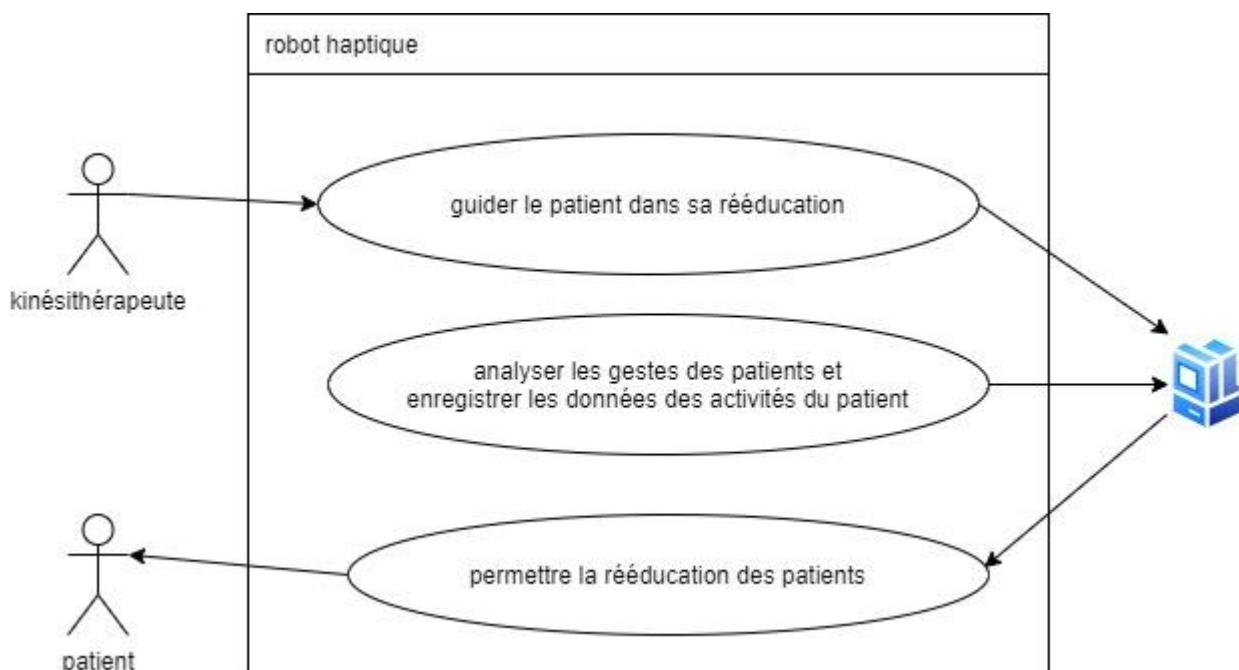 robot haptique
guider le patient dans sa rééducation
kinésithérapeute
analyser les gestes des patients et
enregistrer les données des activités du patient
permettre la rééducation des patients
patient